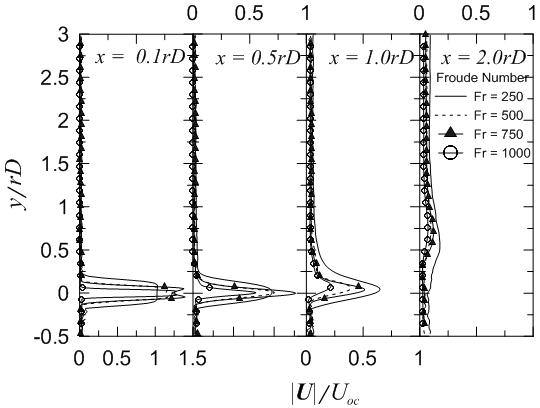 0 1 0 1
3 x = 0.1rD x = 0.5rD x = 1.0rD x = 2.0rD
Froude Number
2.5
Fr = 250
Fr = 500
2
Fr = 750
Fr = 1000
1.5
y/rD
1
0.5
0
-0.5
0 0.5 1 1.5 0 0.5 1 0 0.5 1
|U|/Uoc